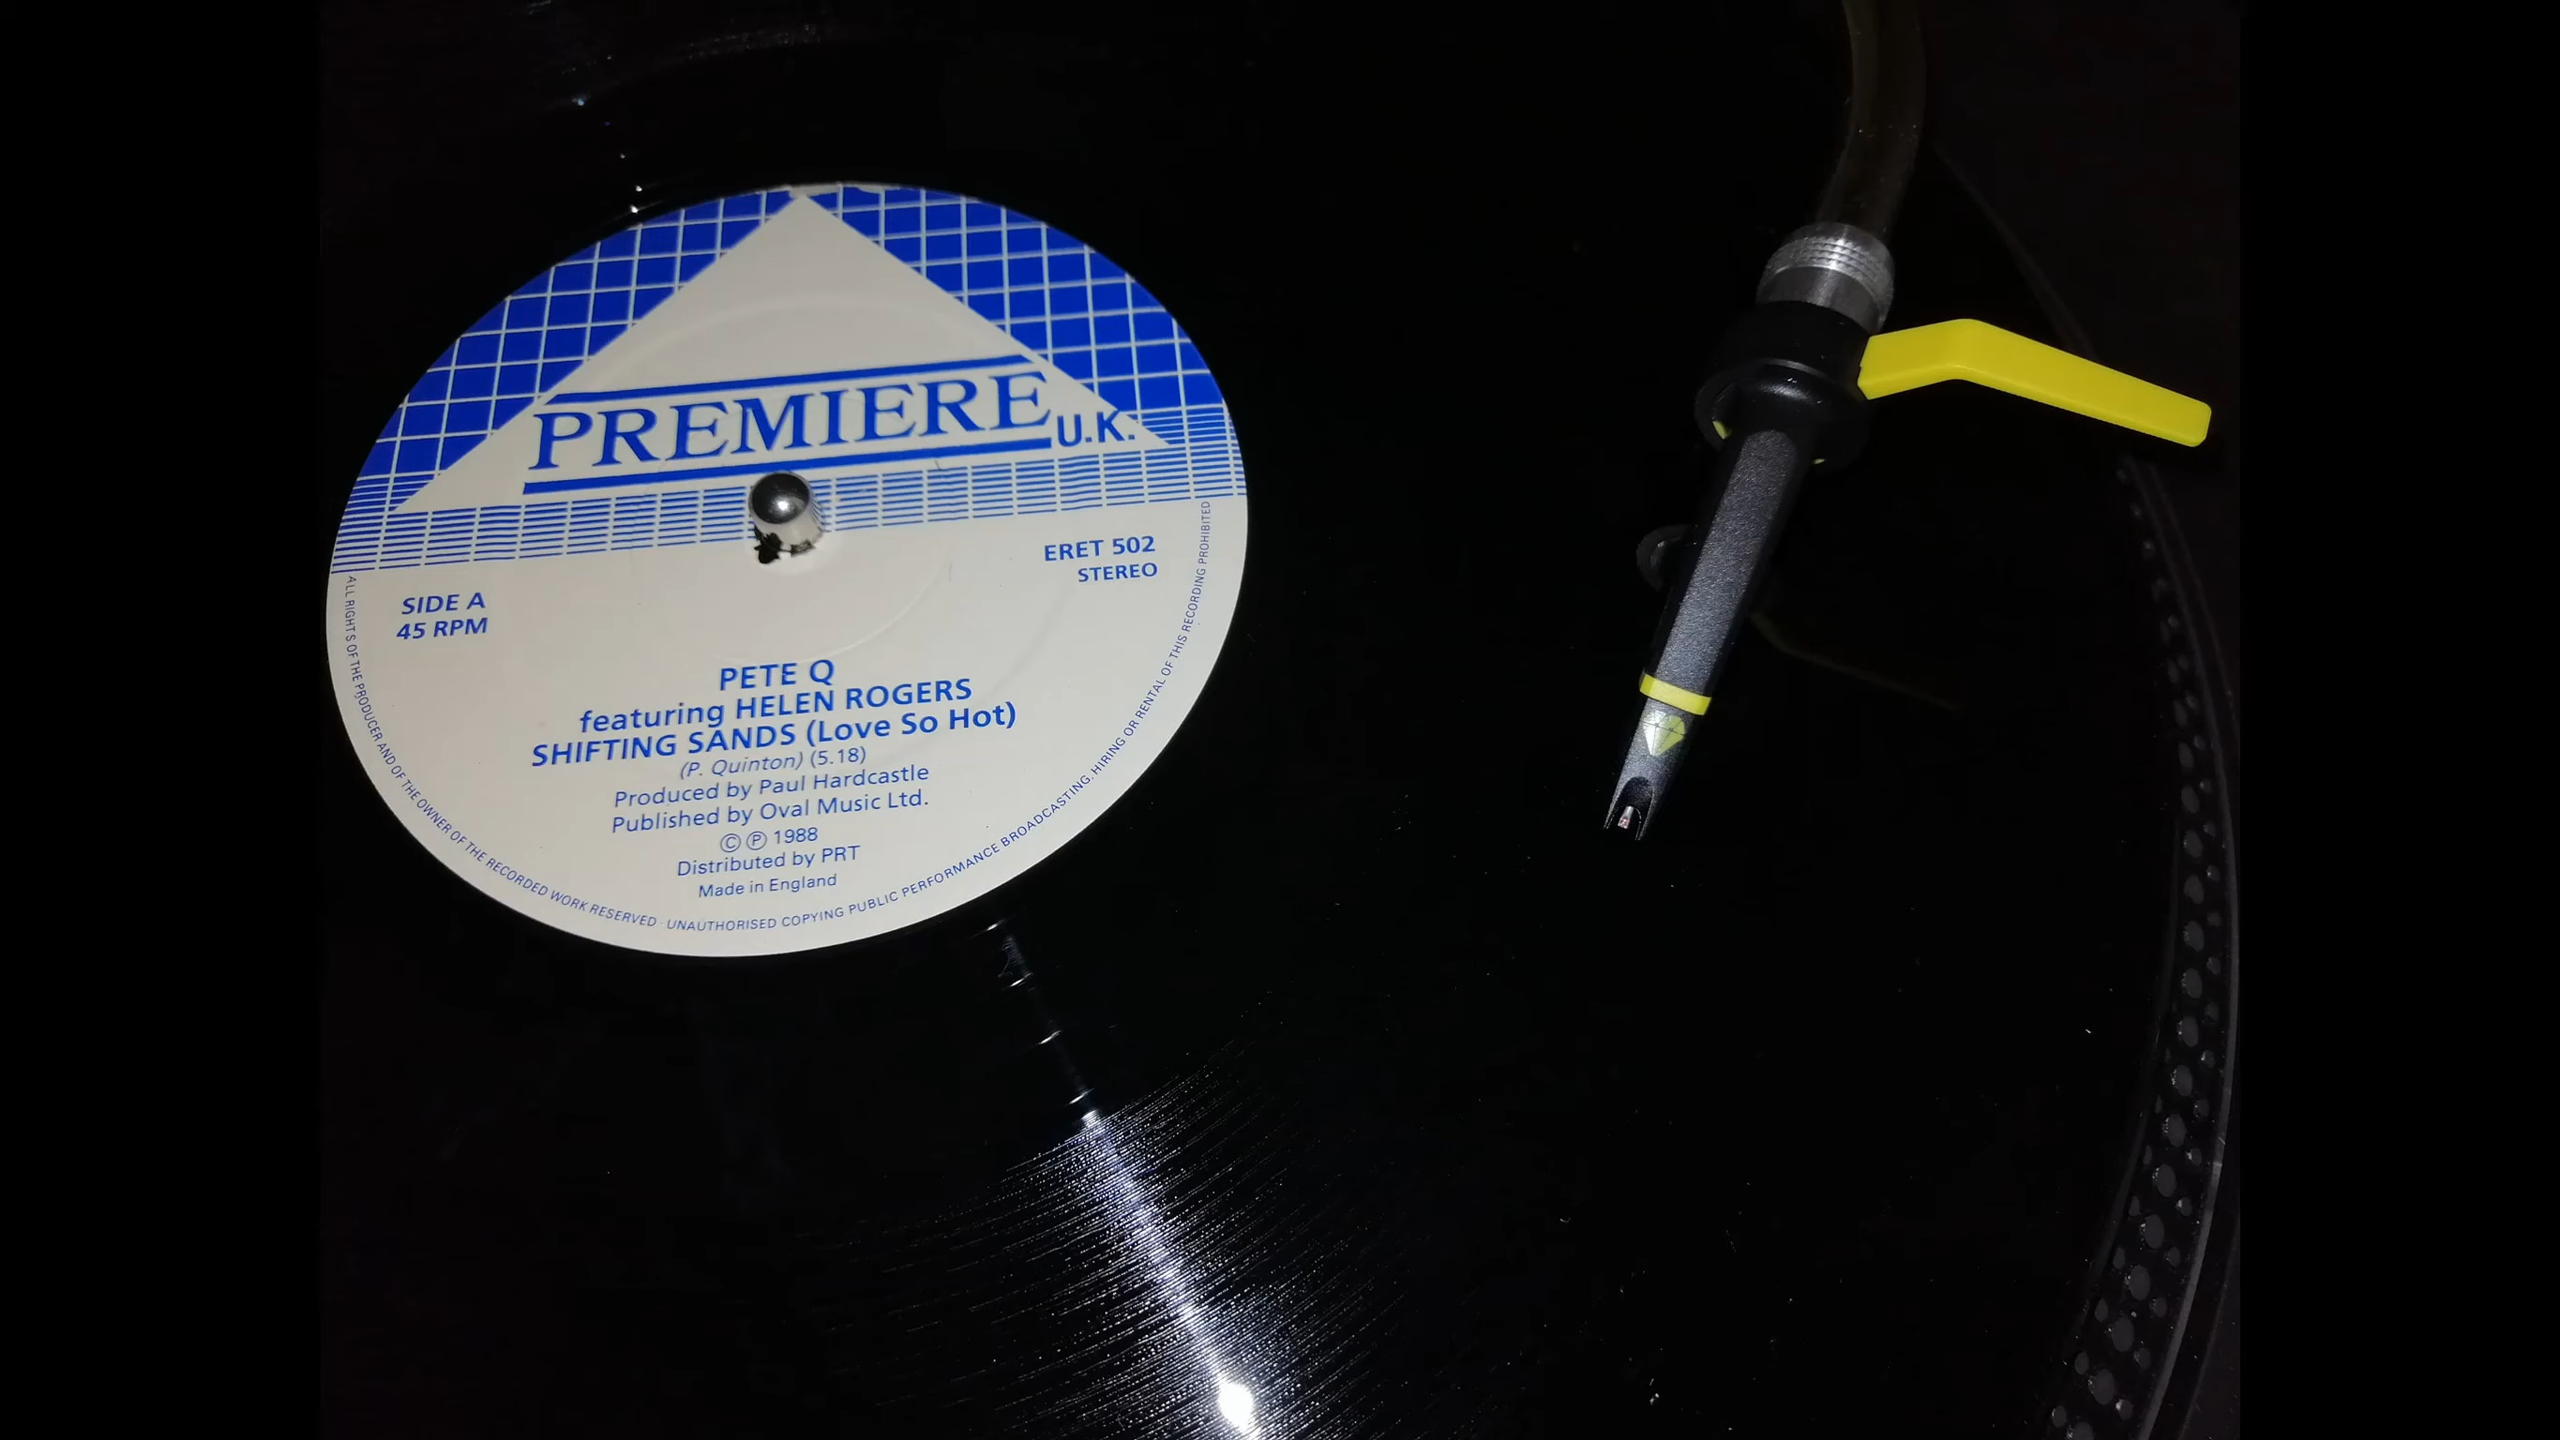 PREMIERE U.K.
ERET 502
STEREO
SIDE A
45 RPM
PETE Q
featuring HELEN ROGERS
SHIFTING SANDS (Love So Hot)
(P. Quinton) (5.18)
Produced by Paul Hardcastle
Published by Oval Music Ltd.
© ℗ 1988
Distributed by PRT
Made in England
ALL RIGHTS OF THE PRODUCER AND OF THE OWNER OF THE RECORDED WORK RESERVED · UNAUTHORISED COPYING PUBLIC PERFORMANCE BROADCASTING, HIRING OR RENTAL OF THIS RECORDING PROHIBITED